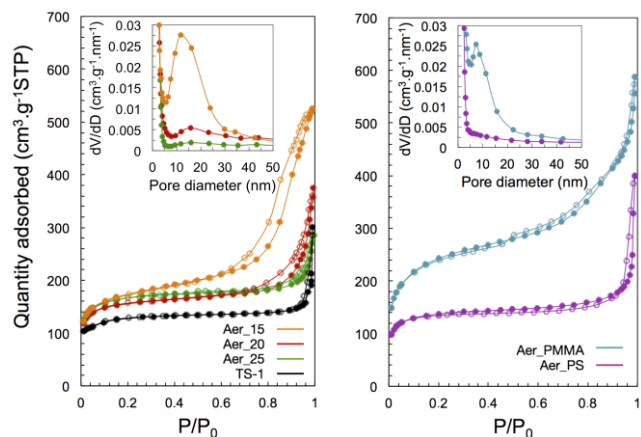 Quantity adsorbed (cm³.g⁻¹STP)
700
600
500
400
300
200
100
0
0 0.2 0.4 0.6 0.8 1
P/P₀
dV/dD (cm³.g⁻¹.nm⁻¹)
0.03
0.025
0.02
0.015
0.01
0.005
0
0 10 20 30 40 50
Pore diameter (nm)
Aer_15
Aer_20
Aer_25
TS-1
700
600
500
400
300
200
100
0
0 0.2 0.4 0.6 0.8 1
P/P₀
dV/dD (cm³.g⁻¹.nm⁻¹)
0.03
0.025
0.02
0.015
0.01
0.005
0
0 10 20 30 40 50
Pore diameter (nm)
Aer_PMMA
Aer_PS